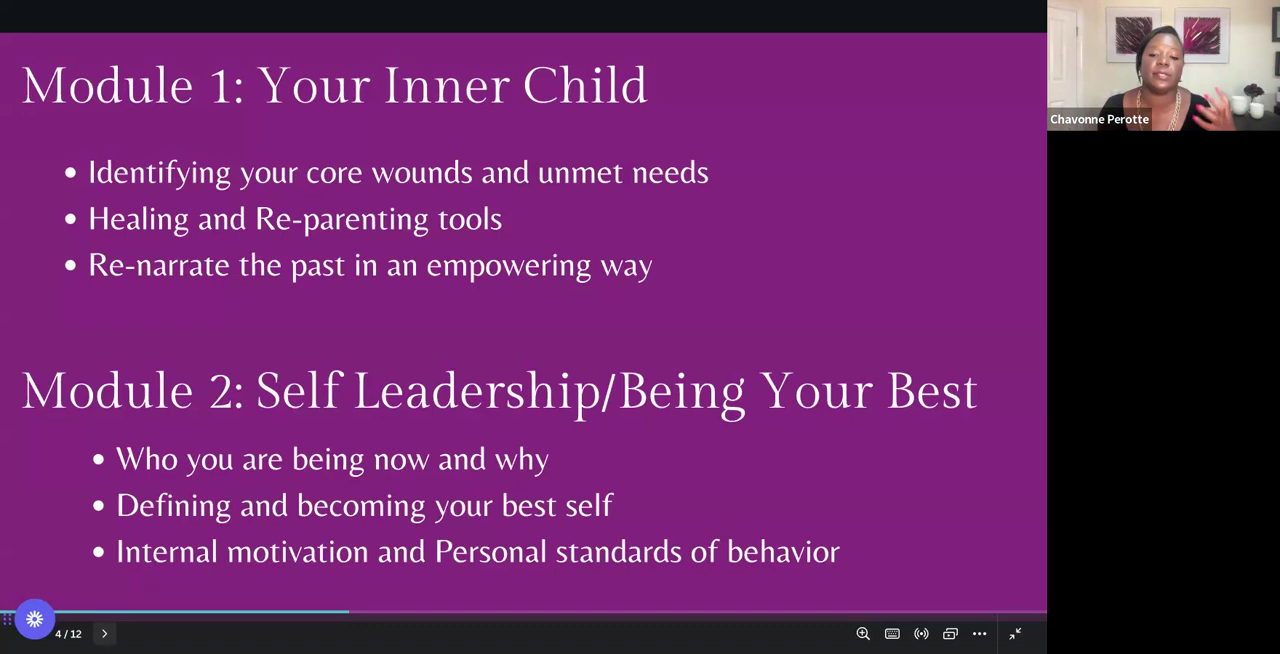 Module 1: Your Inner Child
Identifying your core wounds and unmet needs
Healing and Re-parenting tools
Re-narrate the past in an empowering way
Module 2: Self Leadership/Being Your Best
Who you are being now and why
Defining and becoming your best self
Internal motivation and Personal standards of behavior
4 / 12
Chavonne Perotte